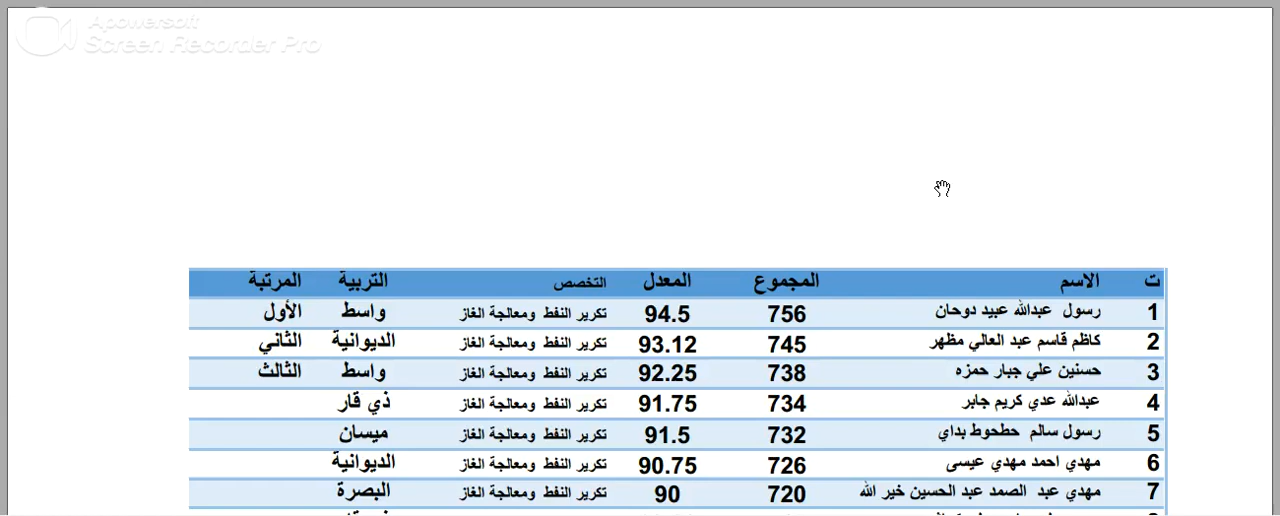 Apowersoft
Screen Recorder Pro
ت الاسم المجموع المعدل التخصص التربية المرتبة
1 رسول عبدالله عبيد دوحان 756 94.5 تكرير النفط ومعالجة الغاز واسط الأول
2 كاظم قاسم عبد العالي مظهر 745 93.12 تكرير النفط ومعالجة الغاز الديوانية الثاني
3 حسنين علي جبار حمزه 738 92.25 تكرير النفط ومعالجة الغاز واسط الثالث
4 عبدالله عدي كريم جابر 734 91.75 تكرير النفط ومعالجة الغاز ذي قار
5 رسول سالم حطحوط بداي 732 91.5 تكرير النفط ومعالجة الغاز ميسان
6 مهدي احمد مهدي عيسى 726 90.75 تكرير النفط ومعالجة الغاز الديوانية
7 مهدي عبد الصمد عبد الحسين خير الله 720 90 تكرير النفط ومعالجة الغاز البصرة